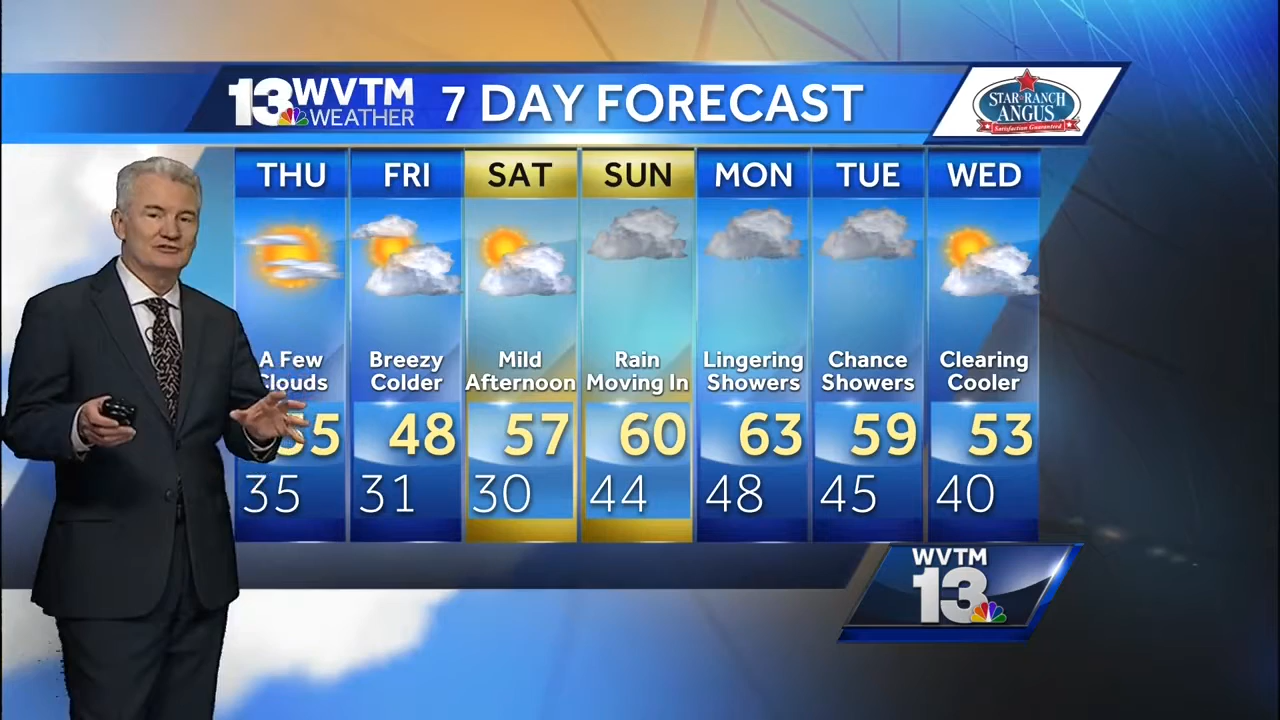 13 WVTM
WEATHER
7 DAY FORECAST
STAR RANCH
ANGUS
Satisfaction Guaranteed
THU FRI SAT SUN MON TUE WED
A Few Breezy Mild Rain Lingering Chance Clearing
Clouds Colder Afternoon Moving In Showers Showers Cooler
48 57 60 63 59 53
35 31 30 44 48 45 40
WVTM
13